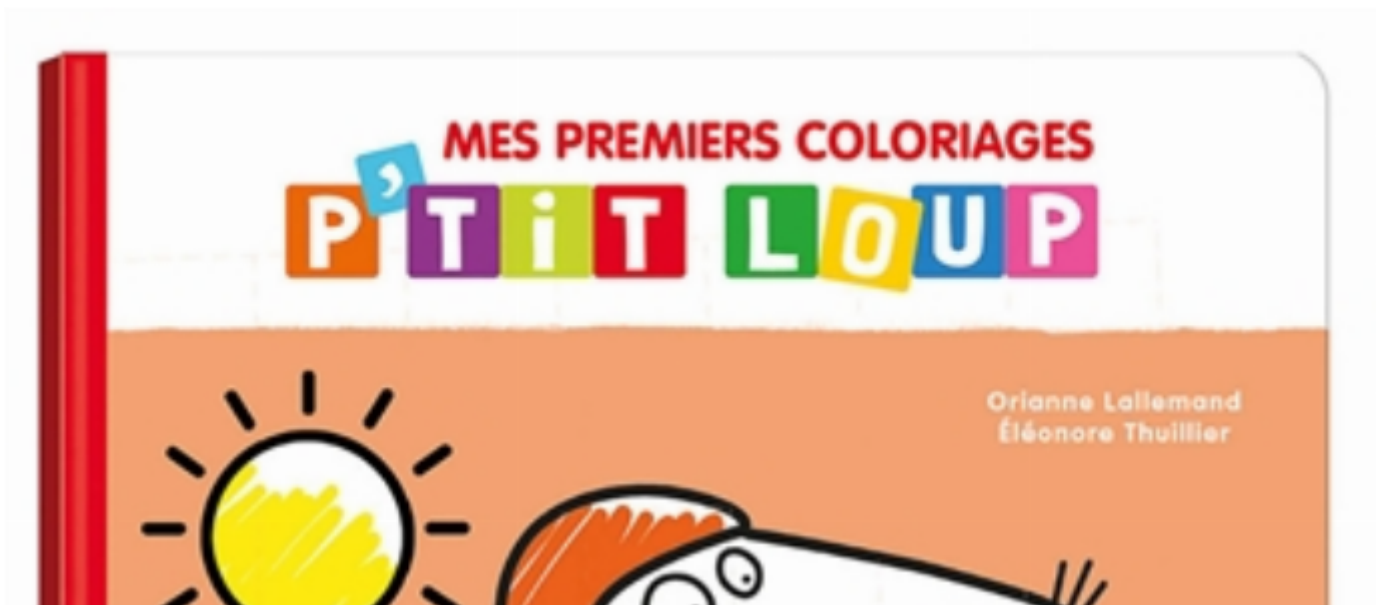 MES PREMIERS COLORIAGES
P'TiT LOUP
Orianne Lallemand
Éléonore Thuillier